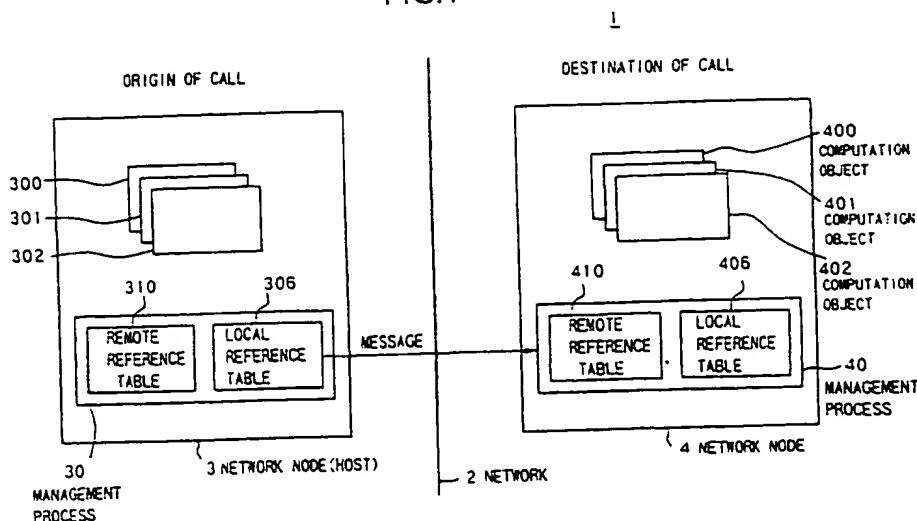 1
ORIGIN OF CALL
DESTINATION OF CALL
300
301
302
400
COMPUTATION
OBJECT
401
COMPUTATION
OBJECT
402
COMPUTATION
OBJECT
310
306
REMOTE
REFERENCE
TABLE
LOCAL
REFERENCE
TABLE
MESSAGE
410
406
REMOTE
REFERENCE
TABLE
LOCAL
REFERENCE
TABLE
40
MANAGEMENT
PROCESS
30
MANAGEMENT
PROCESS
3 NETWORK NODE(HOST)
2 NETWORK
4 NETWORK NODE